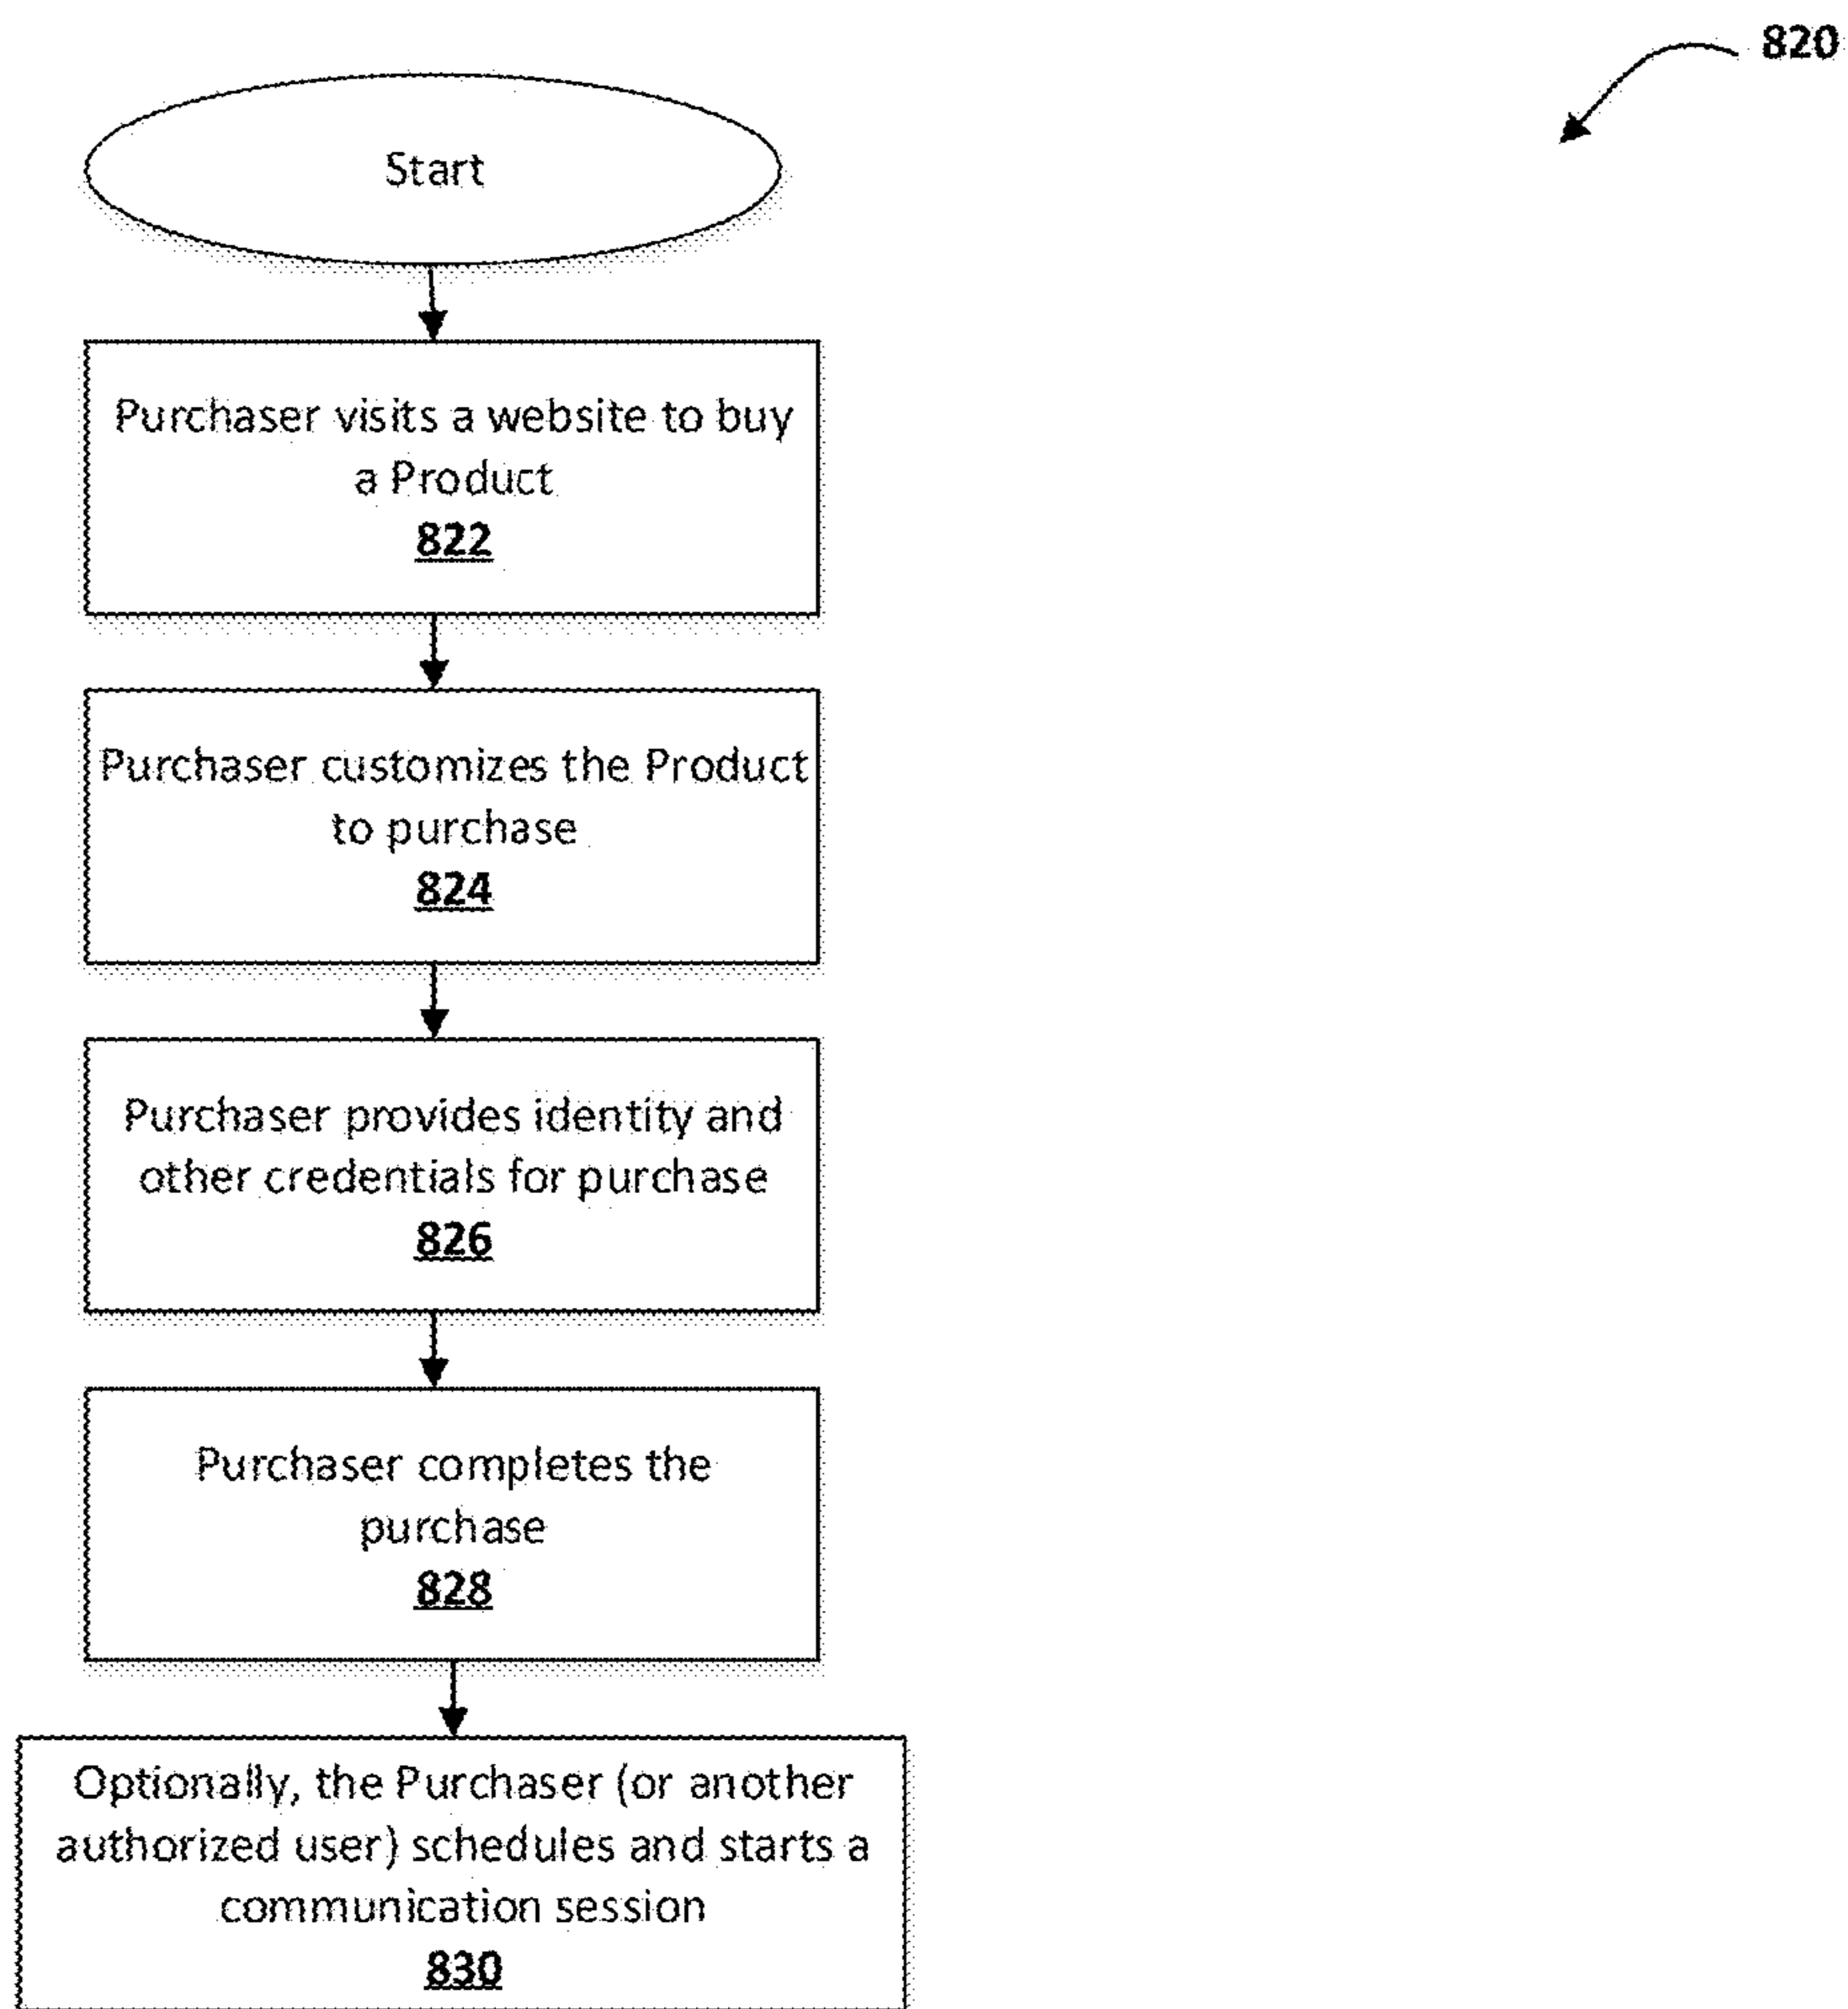 820
Start
Purchaser visits a website to buy
a Product
822
Purchaser customizes the Product
to purchase
824
Purchaser provides identity and
other credentials for purchase
826
Purchaser completes the
purchase
828
Optionally, the Purchaser (or another
authorized user) schedules and starts a
communication session
830